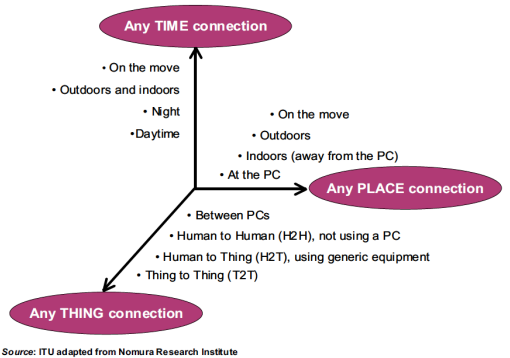 Any TIME connection
• On the move
• Outdoors and indoors
• Night
•Daytime
• On the move
• Outdoors
• Indoors (away from the PC)
• At the PC
Any PLACE connection
• Between PCs
• Human to Human (H2H), not using a PC
• Human to Thing (H2T), using generic equipment
• Thing to Thing (T2T)
Any THING connection
Source: ITU adapted from Nomura Research Institute